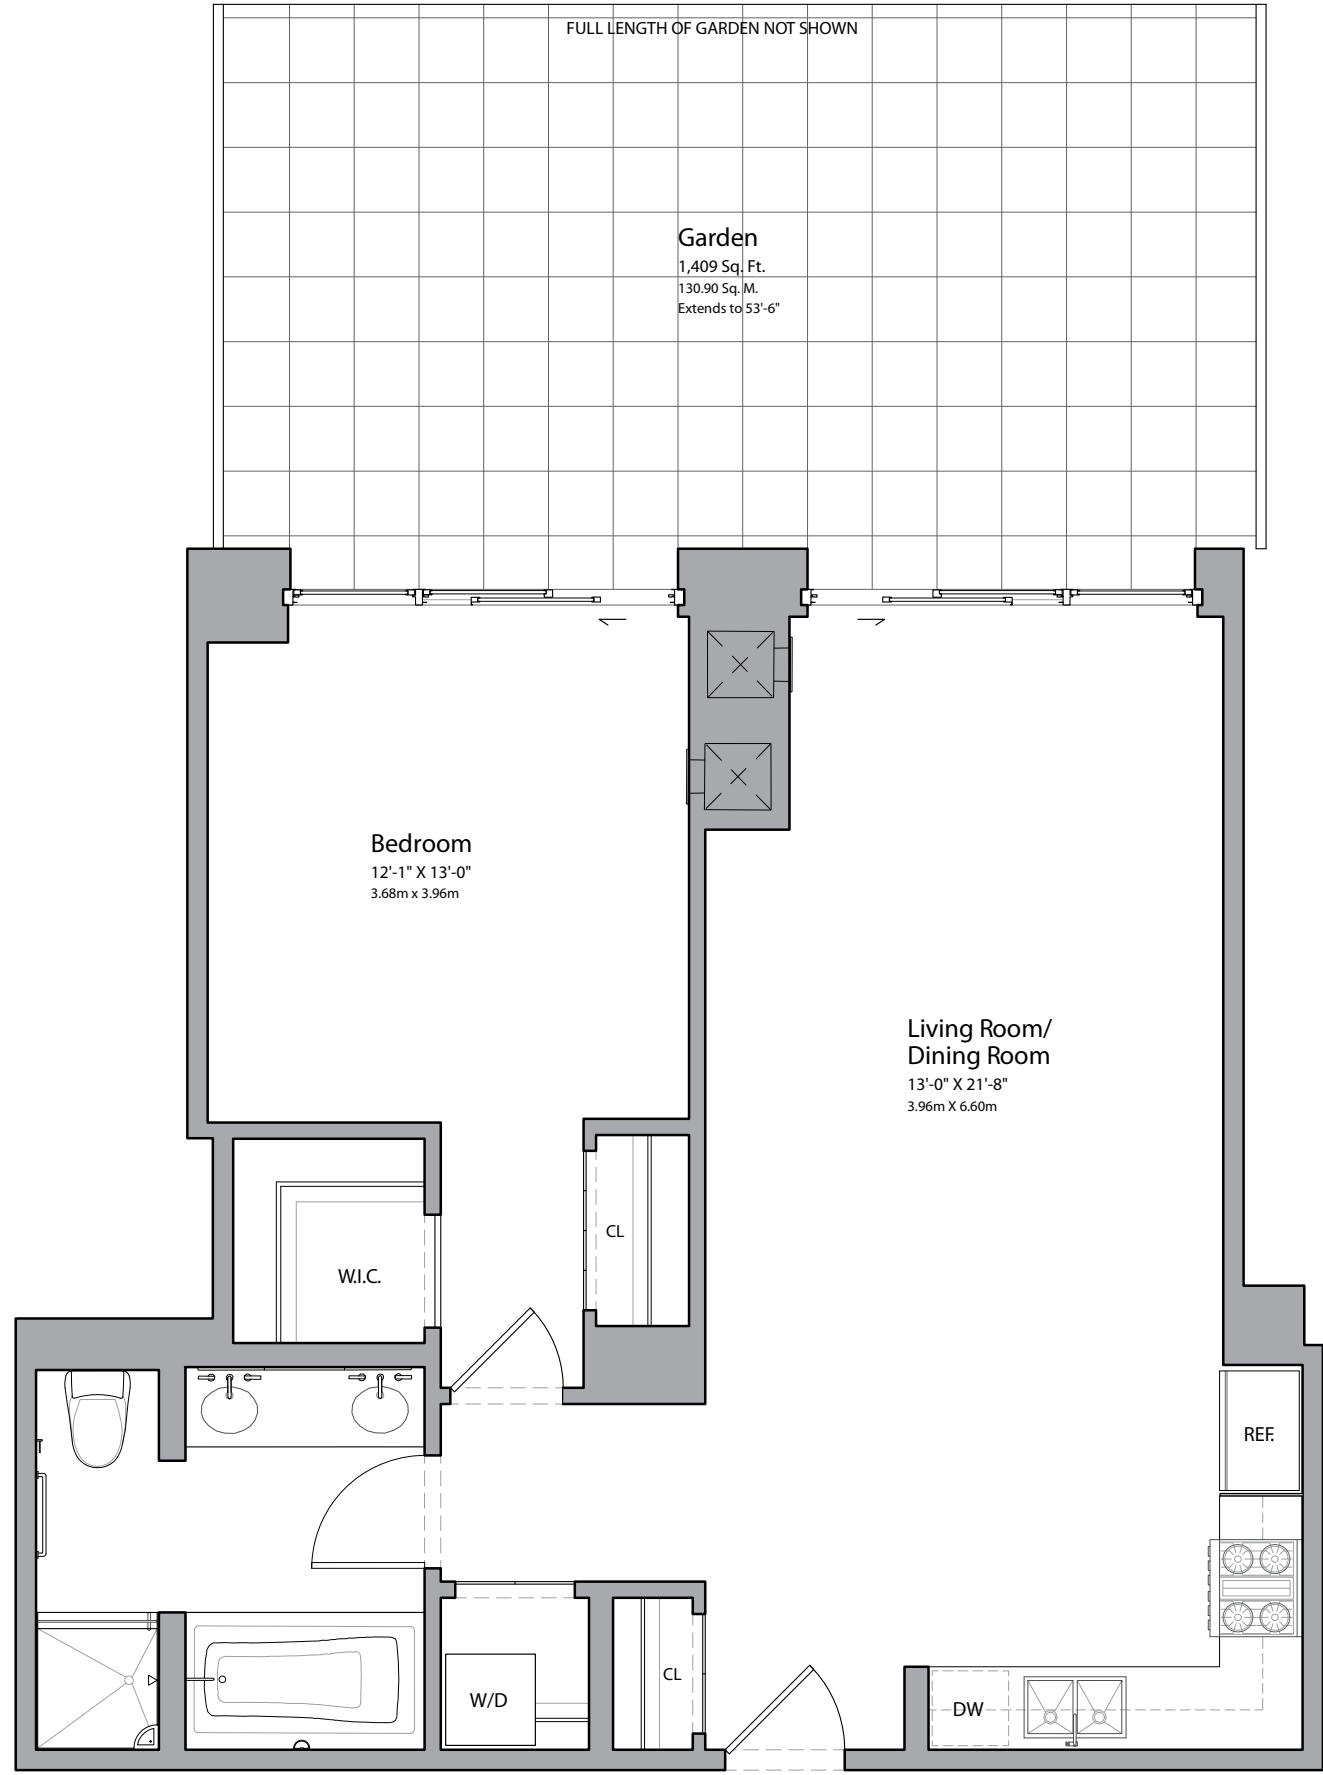 FULL LENGTH OF GARDEN NOT SHOWN
Garden
1,409 Sq. Ft.
130.90 Sq. M.
Extends to 53'-6"
Bedroom
12'-1" X 13'-0"
3.68m x 3.96m
Living Room/
Dining Room
13'-0" X 21'-8"
3.96m X 6.60m
CL
W.I.C.
REF.
CL
W/D
DW